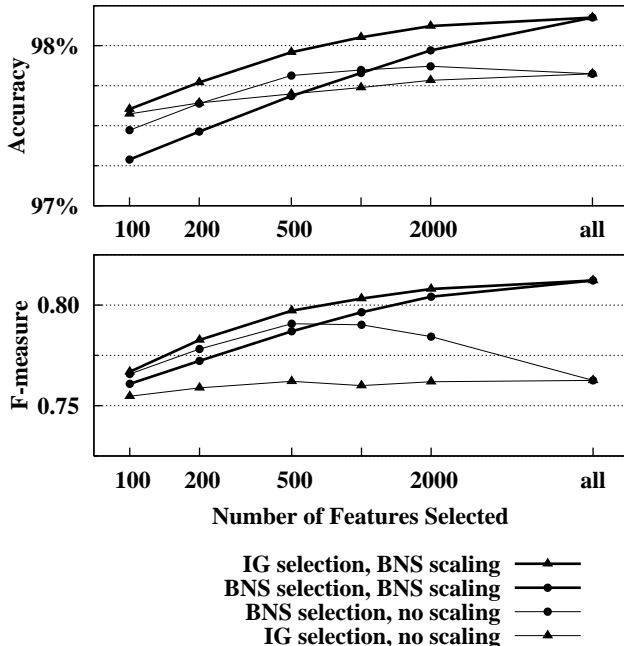 98%
Accuracy
97%
100 200 500 2000 all
0.80
F-measure
0.75
100 200 500 2000 all
Number of Features Selected
IG selection, BNS scaling
BNS selection, BNS scaling
BNS selection, no scaling
IG selection, no scaling